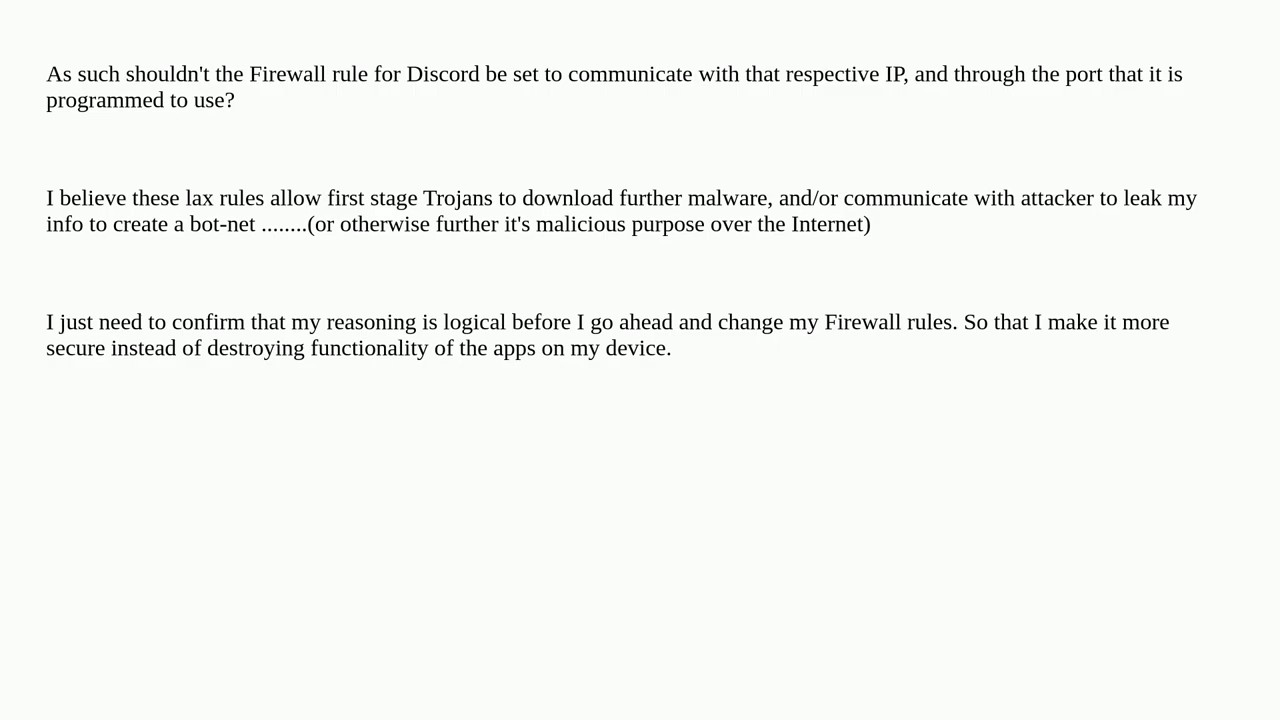 As such shouldn't the Firewall rule for Discord be set to communicate with that respective IP, and through the port that it is
programmed to use?
I believe these lax rules allow first stage Trojans to download further malware, and/or communicate with attacker to leak my
info to create a bot-net ........(or otherwise further it's malicious purpose over the Internet)
I just need to confirm that my reasoning is logical before I go ahead and change my Firewall rules. So that I make it more
secure instead of destroying functionality of the apps on my device.